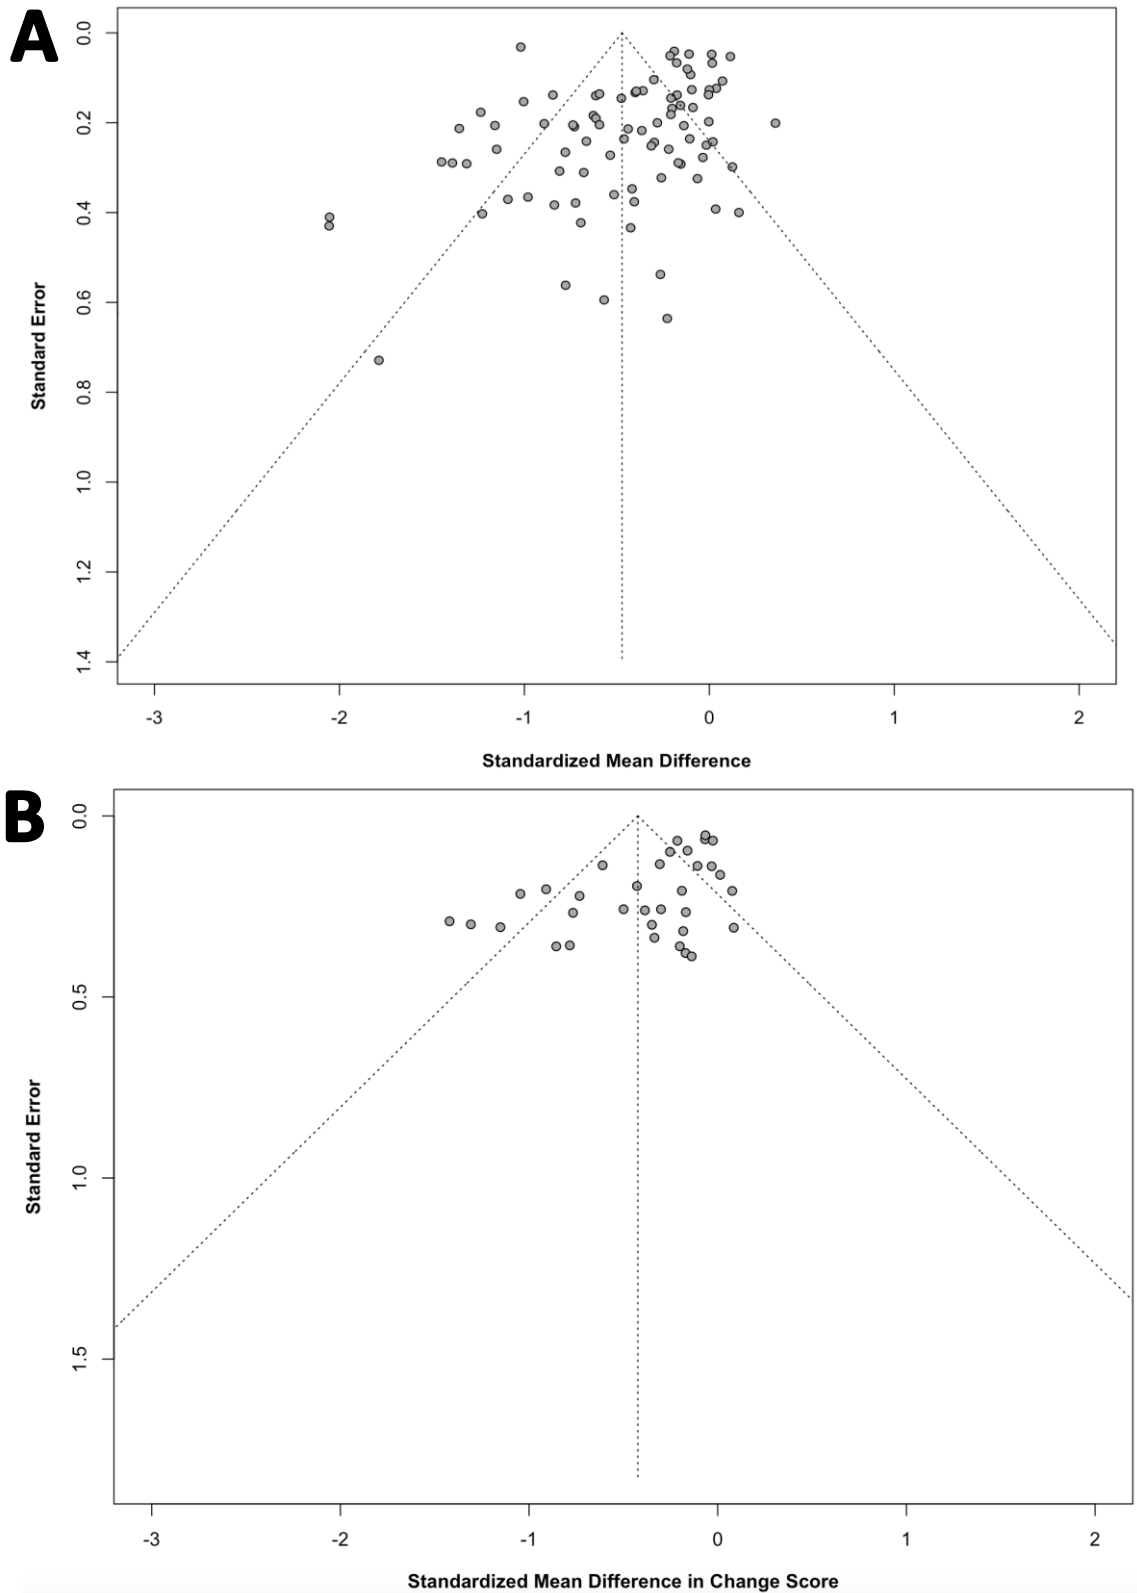 A
0.0
0.2
0.4
0.6
0.8
1.0
1.2
1.4
Standard Error
-3 -2 -1 0 1 2
Standardized Mean Difference
B
0.0
0.5
1.0
1.5
Standard Error
-3 -2 -1 0 1 2
Standardized Mean Difference in Change Score